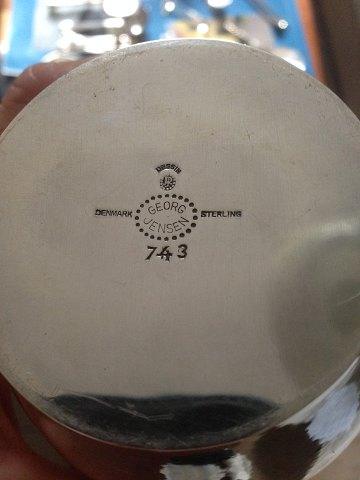 DESSIN
DENMARK GEORG JENSEN STERLING
743